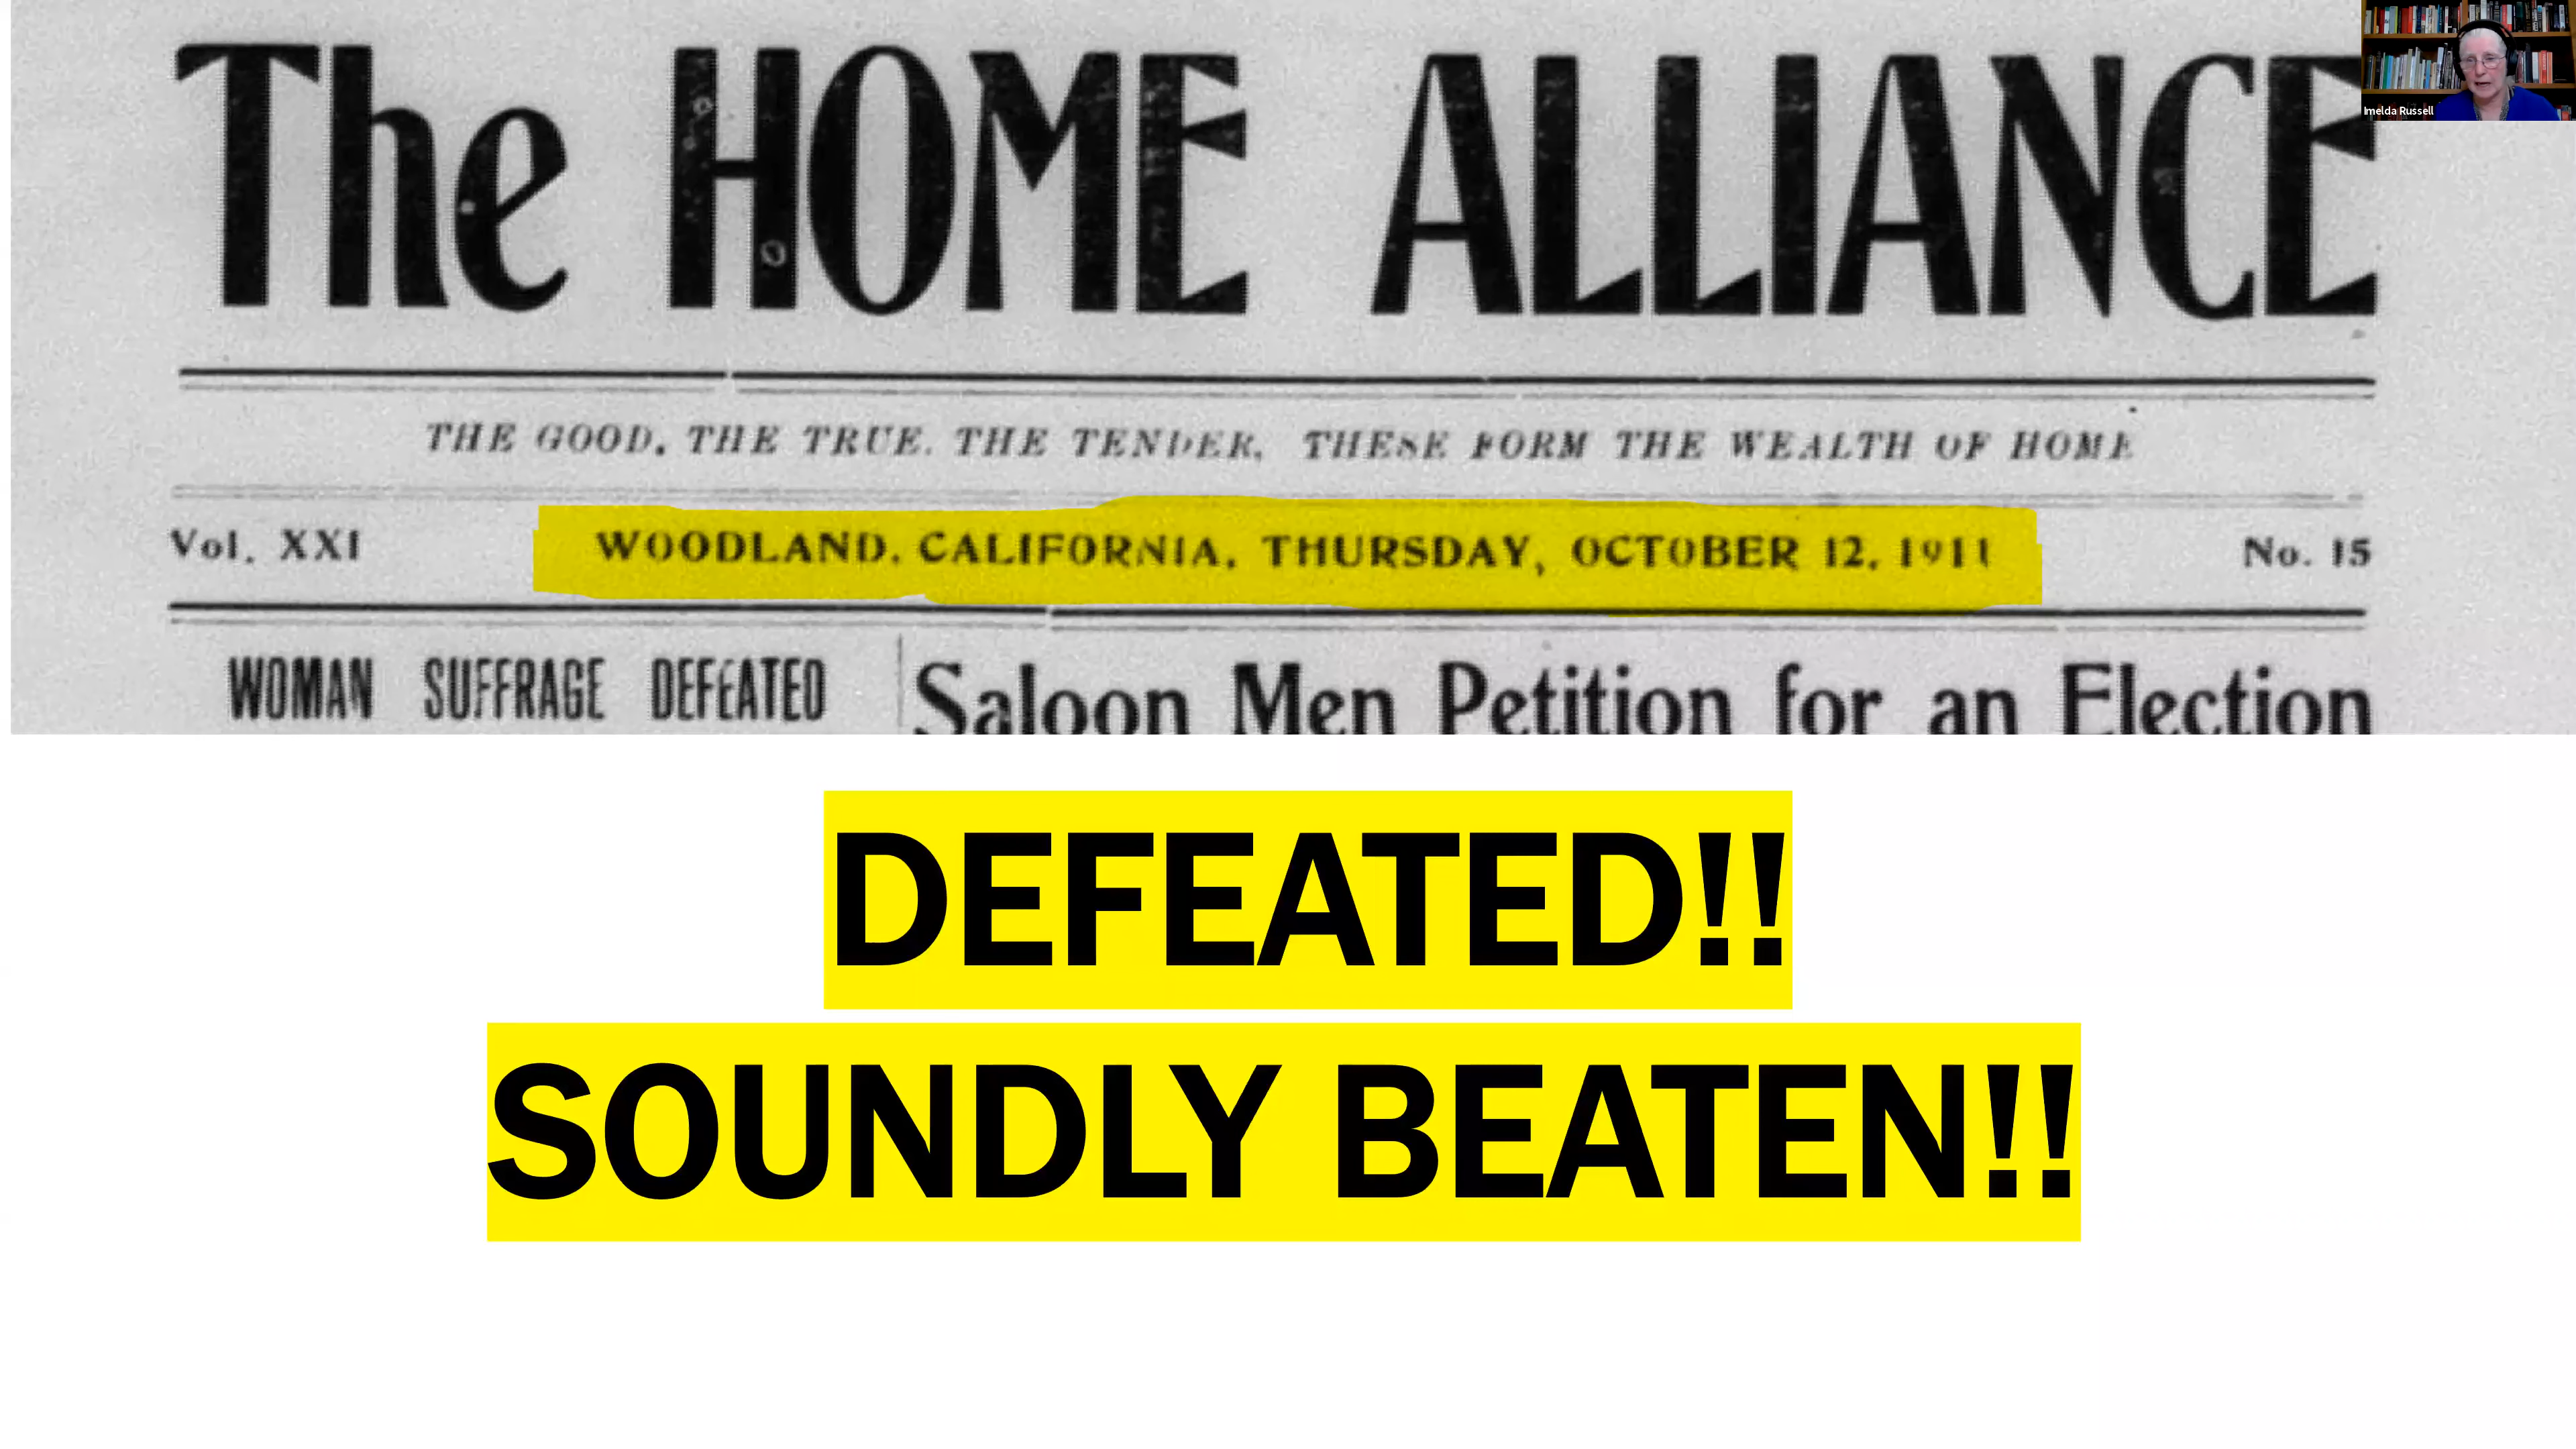 The HOME ALLIANCE
Imelda Russell
THE GOOD, THE TRUE. THE TENDER, THESE FORM THE WEALTH OF HOME
Vol. XXI WOODLAND, CALIFORNIA, THURSDAY, OCTOBER 12, 1911 No. 15
WOMAN SUFFRAGE DEFEATED
Saloon Men Petition for an Election
DEFEATED!!
SOUNDLY BEATEN!!